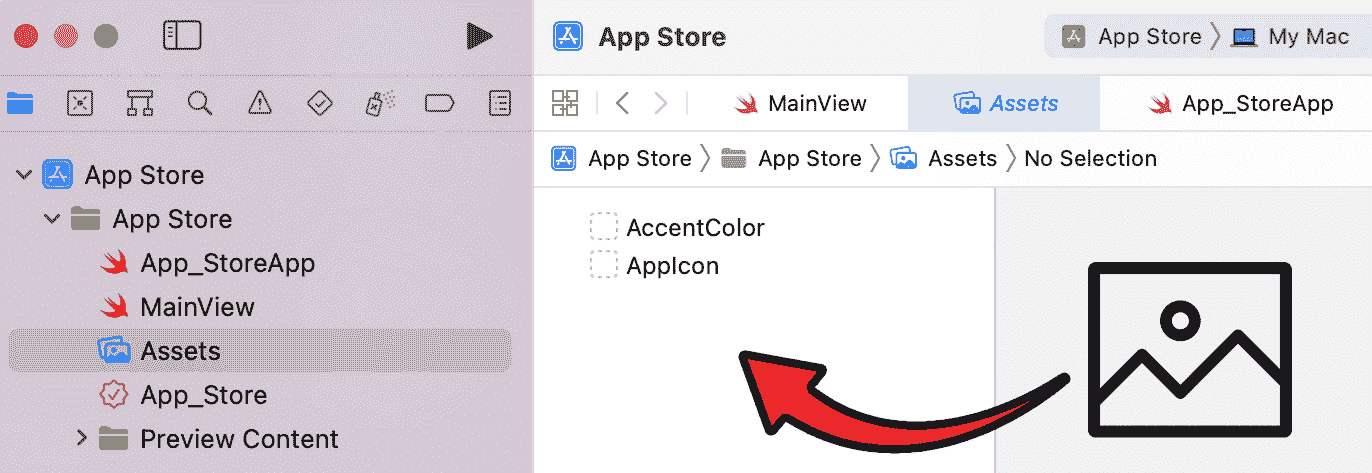 App Store
App Store
App_StoreApp
MainView
Assets
App_Store
Preview Content
App Store
App Store My Mac
MainView Assets App_StoreApp
App Store App Store Assets No Selection
AccentColor
AppIcon